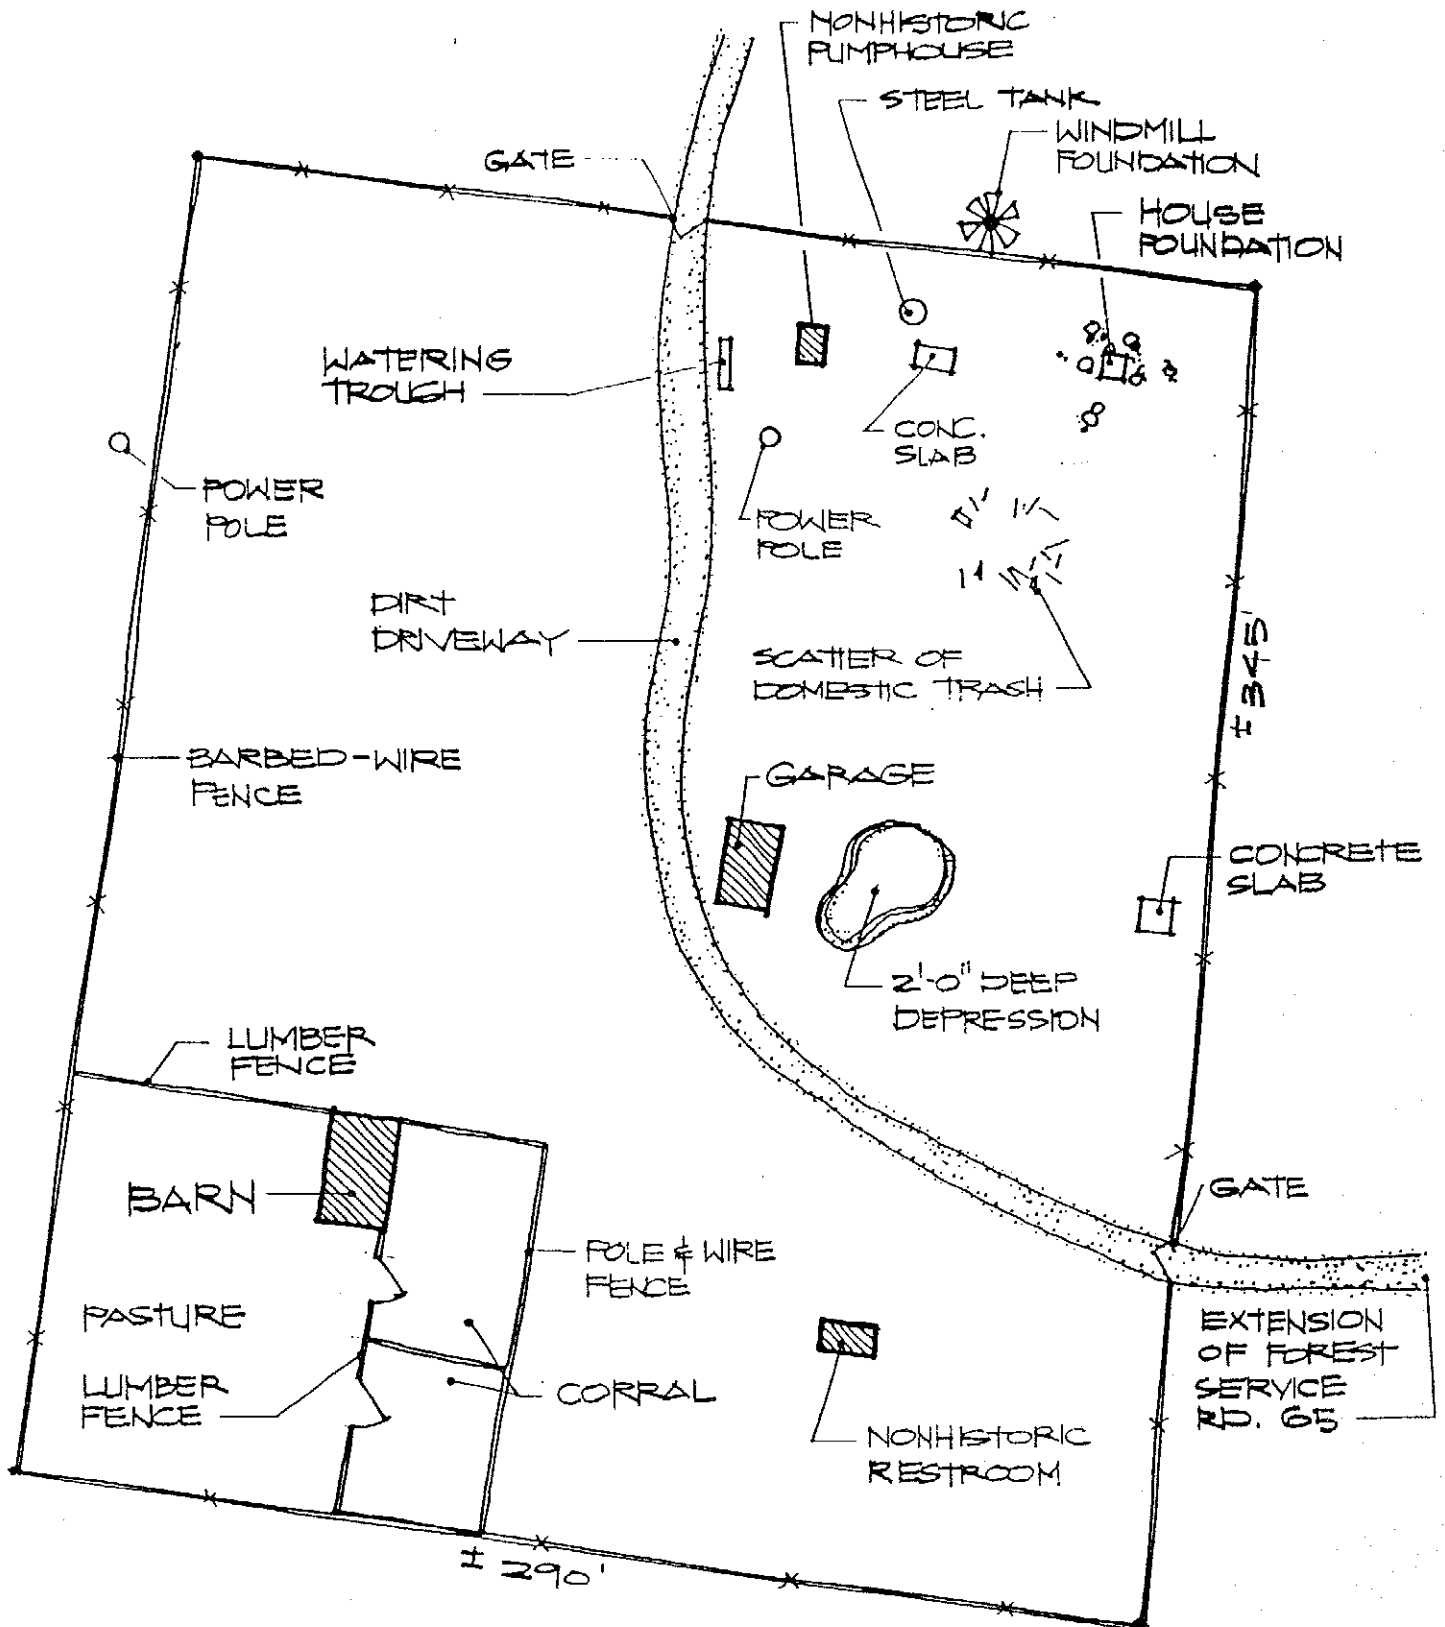 NONHISTORIC
PUMPHOUSE
STEEL TANK
WINDMILL
FOUNDATION
GATE
HOUSE
FOUNDATION
WATERING
TROUGH
CONC.
SLAB
POWER
POLE
POWER
POLE
DIRT
DRIVEWAY
SCATTER OF
DOMESTIC TRASH
± 345'
BARBED-WIRE
FENCE
GARAGE
CONCRETE
SLAB
2'-0" DEEP
DEPRESSION
LUMBER
FENCE
BARN
GATE
POLE & WIRE
FENCE
PASTURE
EXTENSION
OF FOREST
SERVICE
RD. 65
LUMBER
FENCE
CORRAL
NONHISTORIC
RESTROOM
± 290'